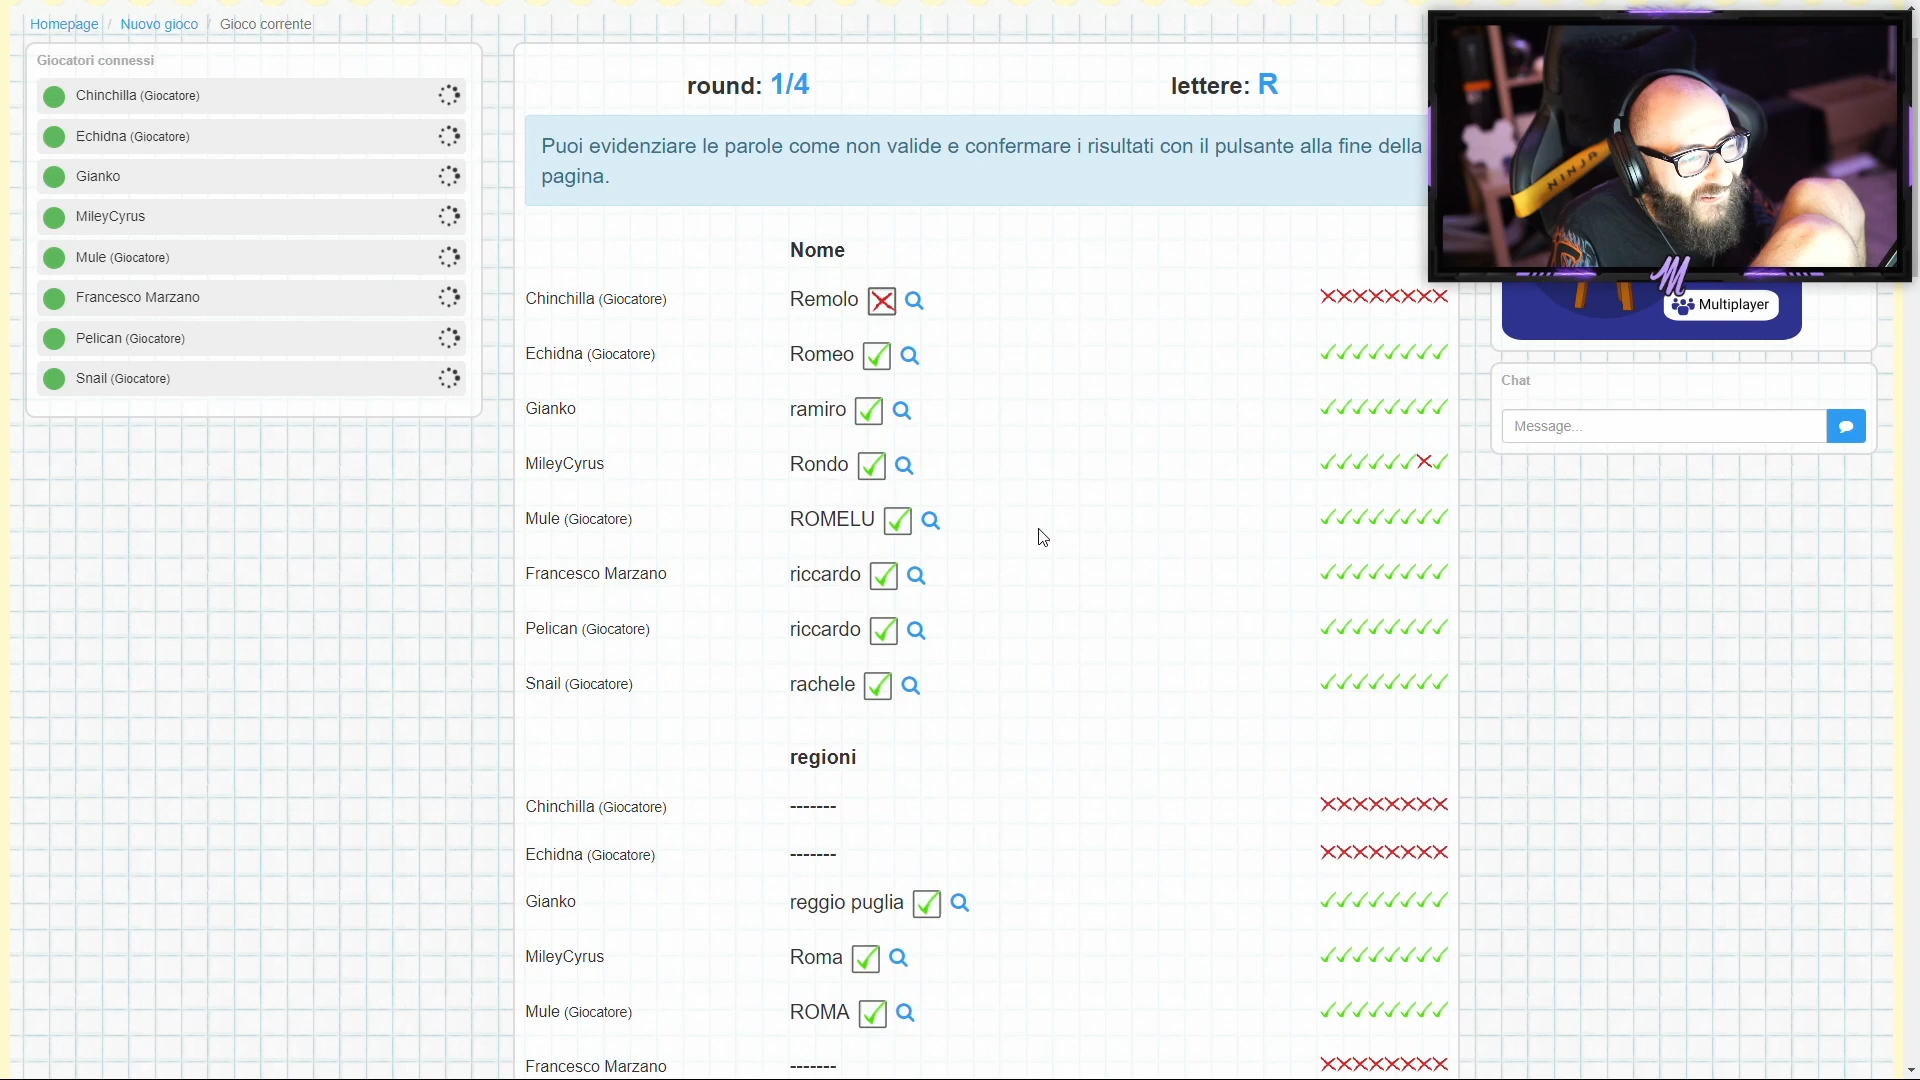 Homepage / Nuovo gioco / Gioco corrente
Giocatori connessi
Chinchilla (Giocatore)
Echidna (Giocatore)
Gianko
MileyCyrus
Mule (Giocatore)
Francesco Marzano
Pelican (Giocatore)
Snail (Giocatore)
round: 1/4 lettere: R
Puoi evidenziare le parole come non valide e confermare i risultati con il pulsante alla fine della
pagina.
Nome
Chinchilla (Giocatore) Remolo
Echidna (Giocatore) Romeo
Gianko ramiro
MileyCyrus Rondo
Mule (Giocatore) ROMELU
Francesco Marzano riccardo
Pelican (Giocatore) riccardo
Snail (Giocatore) rachele
regioni
Chinchilla (Giocatore) -------
Echidna (Giocatore) -------
Gianko reggio puglia
MileyCyrus Roma
Mule (Giocatore) ROMA
Francesco Marzano -------
NINJA
Multiplayer
Chat
Message...